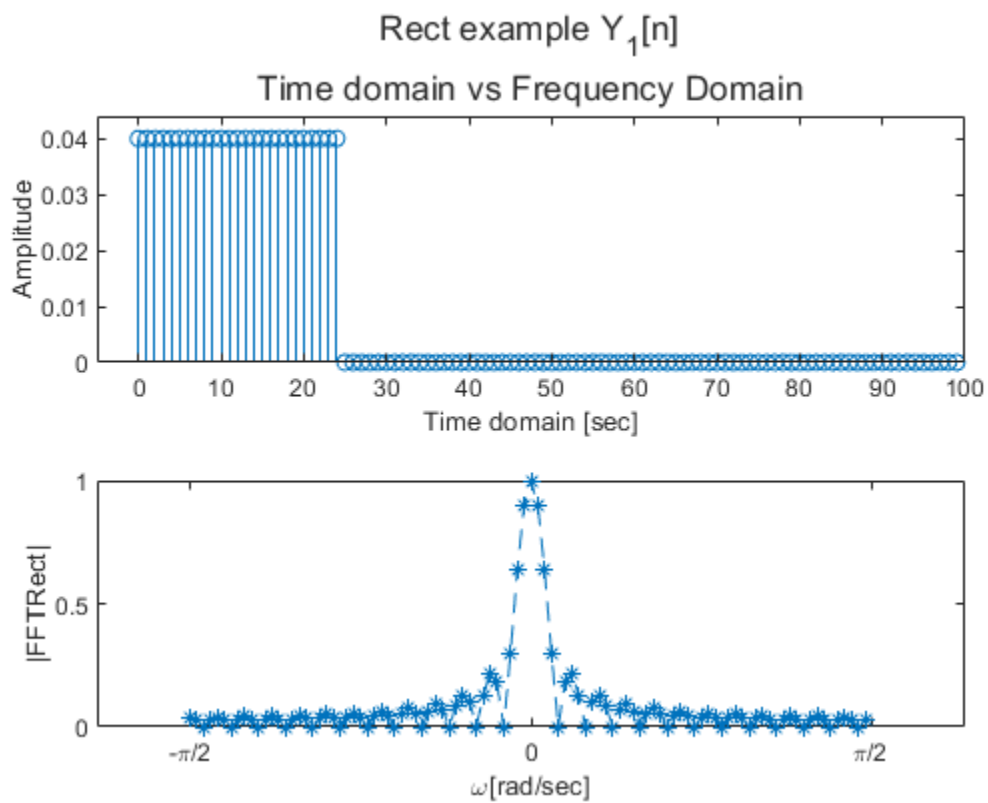 Rect example Y₁[n]
Time domain vs Frequency Domain
Amplitude
0.04
0.03
0.02
0.01
0
0 10 20 30 40 50 60 70 80 90 100
Time domain [sec]
|FFTRect|
1
0.5
0
-π/2 0 π/2
ω[rad/sec]